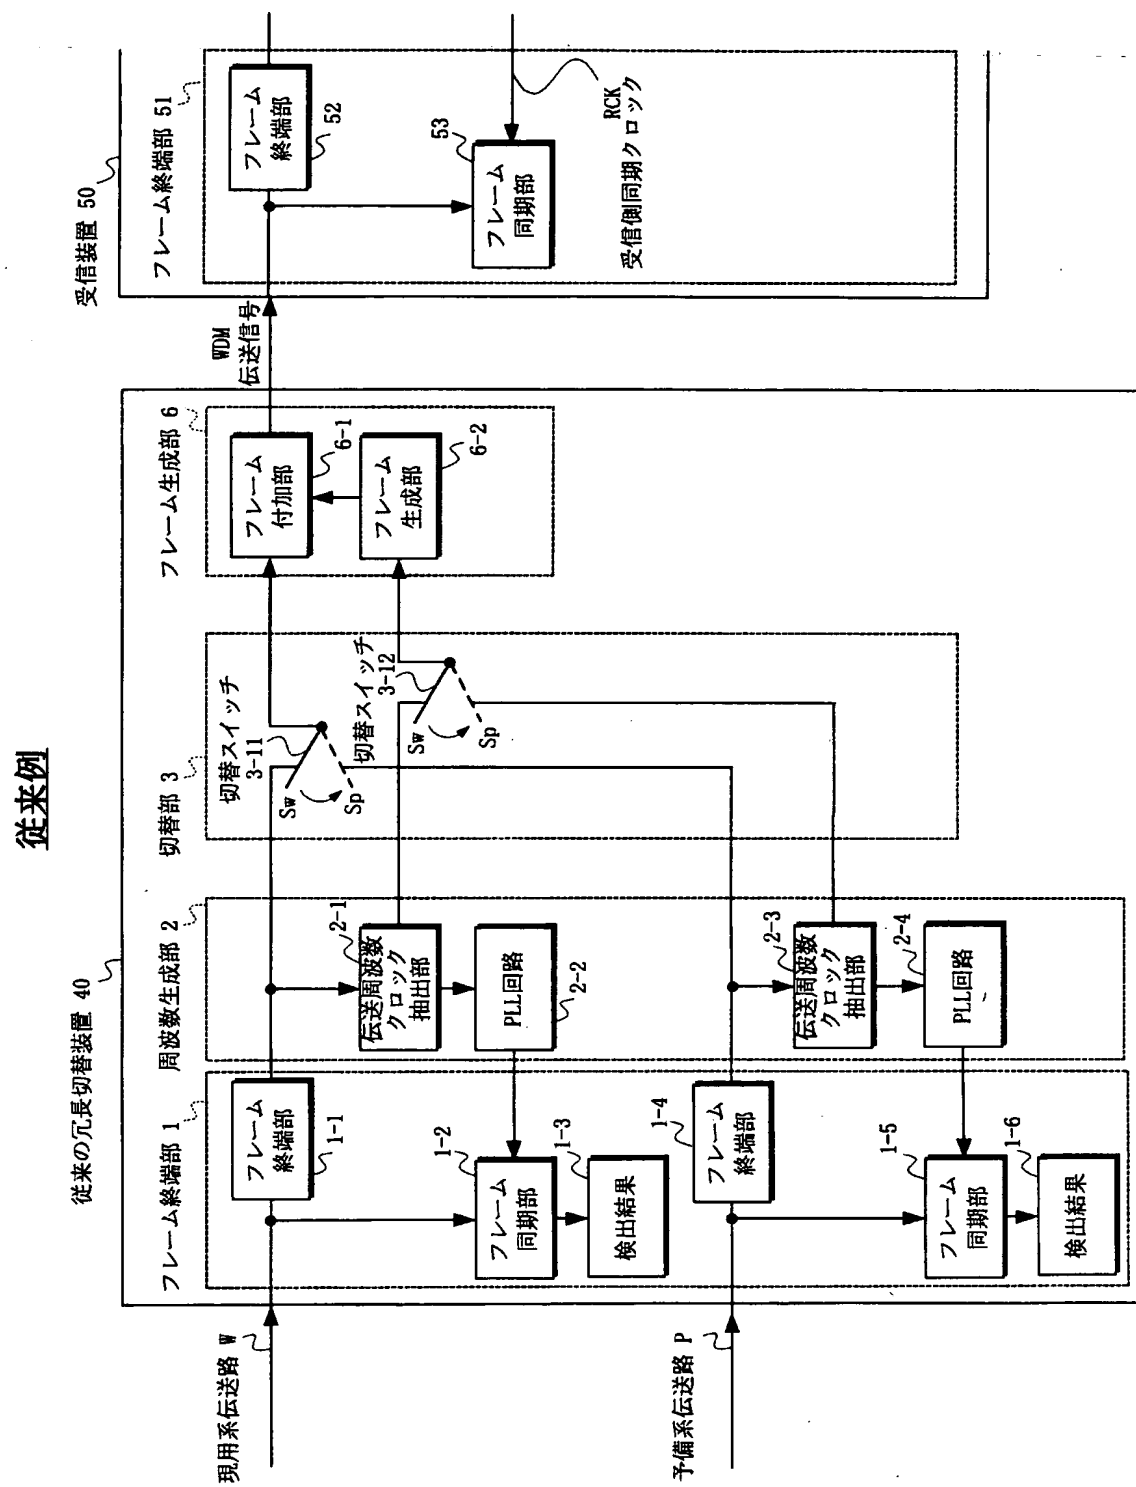 従来例
従来の冗長切替装置 40
フレーム終端部 1
周波数生成部 2
切替部 3
フレーム生成部 6
現用系伝送路 W
予備系伝送路 P
フレーム
終端部
1-1
フレーム
同期部
1-2
検出結果
1-3
フレーム
終端部
1-4
フレーム
同期部
1-5
検出結果
1-6
伝送周波数
クロック
抽出部
2-1
PLL回路
2-2
伝送周波数
クロック
抽出部
2-3
PLL回路
2-4
切替スイッチ
3-11
Sw
Sp
切替スイッチ
3-12
Sw
Sp
フレーム
付加部
6-1
フレーム
生成部
6-2
WDM
伝送信号
受信装置 50
フレーム終端部 51
フレーム
終端部
52
フレーム
同期部
53
RCK
受信側同期クロック